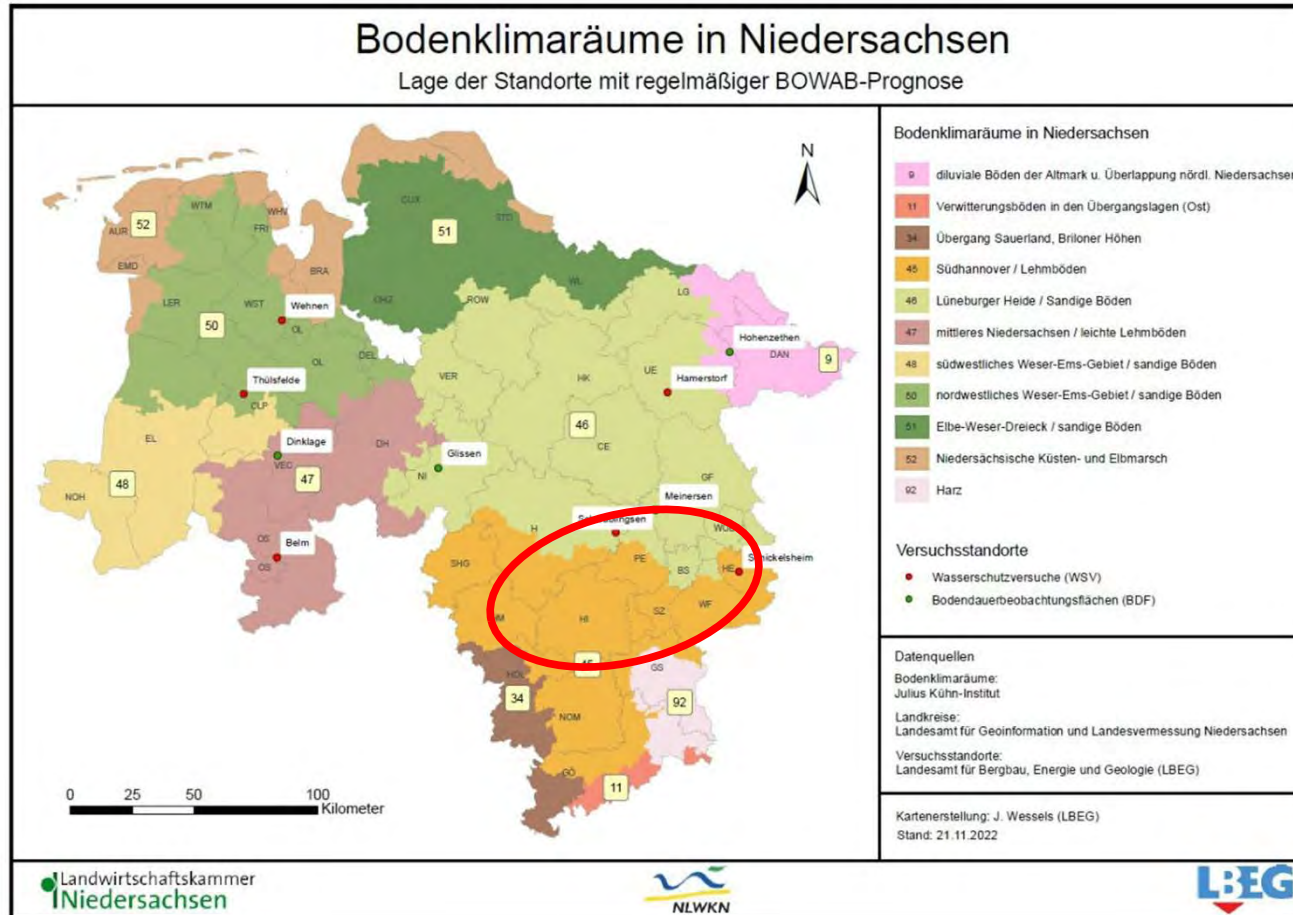 Bodenklimaräume in Niedersachsen
Lage der Standorte mit regelmäßiger BOWAB-Prognose
N
CUX
STD
51
WTM
WHV
FRI
AUR
52
EMD
BRA
LER
WST
Wehnen
OL
50
OHZ
ROW
WL
LG
Hohenzethen
DAN
9
OL
DEL
Thülsfelde
CLP
VER
HK
UE
Hamerstorf
46
EL
Dinklage
VEC
DH
Glissen
CE
NI
GF
48
NOH
47
Meinersen
H
OS
Belm
OS
SHG
PE
BS
HE
HI
SZ
WF
HOL
GS
34
92
NOM
GÖ
11
0 25 50 100
Kilometer
Bodenklimaräume in Niedersachsen
9 diluviale Böden der Altmark u. Überlappung nördl. Niedersachsen
11 Verwitterungsböden in den Übergangslagen (Ost)
34 Übergang Sauerland, Briloner Höhen
45 Südhannover / Lehmböden
46 Lüneburger Heide / Sandige Böden
47 mittleres Niedersachsen / leichte Lehmböden
48 südwestliches Weser-Ems-Gebiet / sandige Böden
50 nordwestliches Weser-Ems-Gebiet / sandige Böden
51 Elbe-Weser-Dreieck / sandige Böden
52 Niedersächsische Küsten- und Elbmarsch
92 Harz
Versuchsstandorte
Wasserschutzversuche (WSV)
Bodendauerbeobachtungsflächen (BDF)
Datenquellen
Bodenklimaräume:
Julius Kühn-Institut
Landkreise:
Landesamt für Geoinformation und Landesvermessung Niedersachsen
Versuchsstandorte:
Landesamt für Bergbau, Energie und Geologie (LBEG)
Kartenerstellung: J. Wessels (LBEG)
Stand: 21.11.2022
Landwirtschaftskammer
Niedersachsen
NLWKN
LBEG